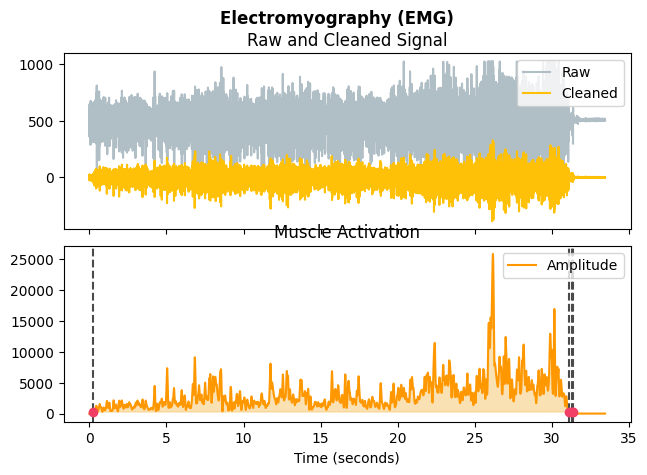 Electromyography (EMG)
Raw and Cleaned Signal
1000
500
0
Raw
Cleaned
Muscle Activation
25000
20000
15000
10000
5000
0
Amplitude
0 5 10 15 20 25 30 35
Time (seconds)